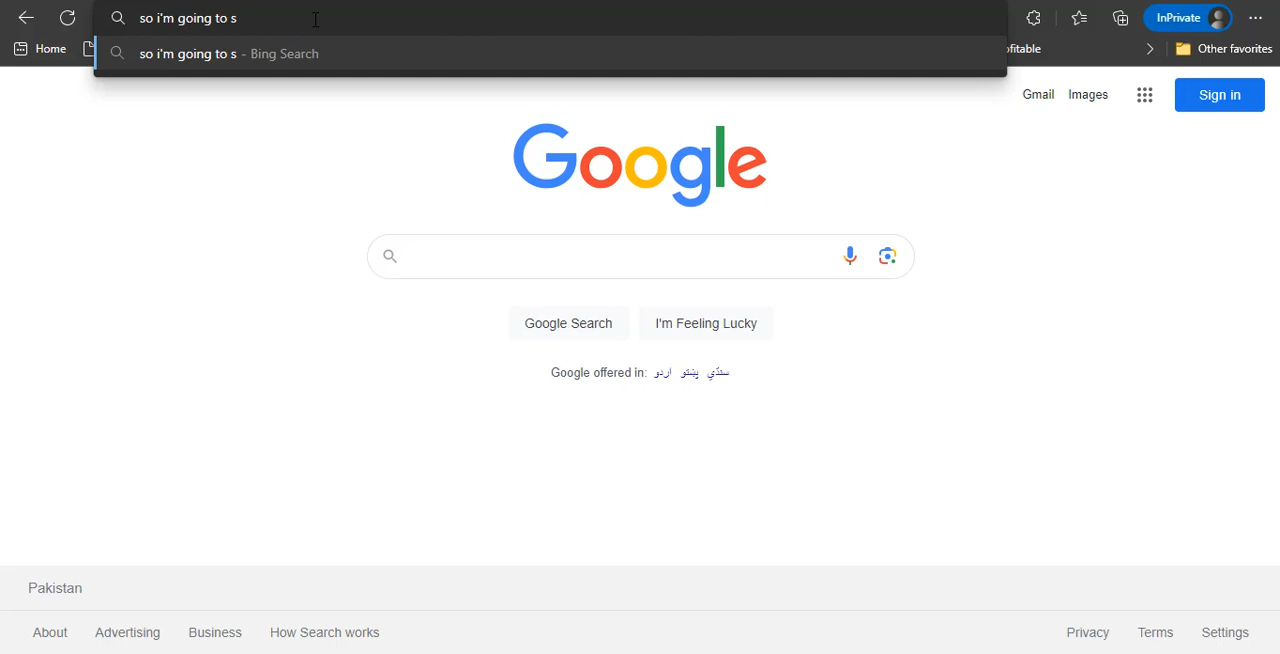 so i'm going to s
InPrivate
so i'm going to s - Bing Search
Home
ofitable
Other favorites
Gmail
Images
Sign in
Google
Google Search
I'm Feeling Lucky
Google offered in: اردو پښتو سنڌي
Pakistan
About
Advertising
Business
How Search works
Privacy
Terms
Settings